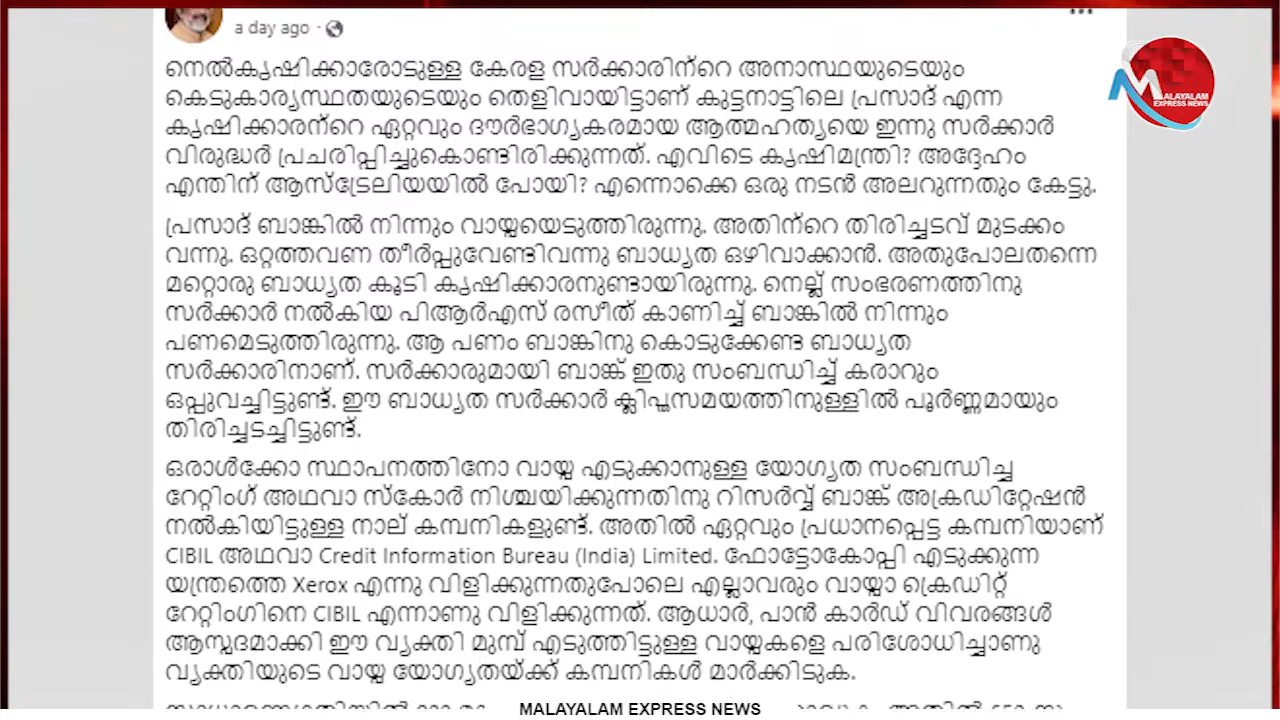 a day ago ·
MALAYALAM
EXPRESS NEWS
നെൽകൃഷിക്കാരോടുള്ള കേരള സർക്കാരിന്റെ അനാസ്ഥയുടെയും
കെടുകാര്യസ്ഥതയുടെയും തെളിവായിട്ടാണ് കുട്ടനാട്ടിലെ പ്രസാദ് എന്ന
കൃഷിക്കാരന്റെ ഏറ്റവും ദൗർഭാഗ്യകരമായ ആത്മഹത്യയെ ഇന്നു സർക്കാർ
വിരുദ്ധർ പ്രചരിപ്പിച്ചുകൊണ്ടിരിക്കുന്നത്. എവിടെ കൃഷിമന്ത്രി? അദ്ദേഹം
എന്തിന് ആസ്ട്രേലിയയിൽ പോയി? എന്നൊക്കെ ഒരു നടൻ അലറുന്നതും കേട്ടു.
പ്രസാദ് ബാങ്കിൽ നിന്നും വായ്പയെടുത്തിരുന്നു. അതിന്റെ തിരിച്ചടവ് മുടക്കം
വന്നു. ഒറ്റത്തവണ തീർപ്പുവേണ്ടിവന്നു ബാധ്യത ഒഴിവാക്കാൻ. അതുപോലതന്നെ
മറ്റൊരു ബാധ്യത കൂടി കൃഷിക്കാരനുണ്ടായിരുന്നു. നെല്ല് സംഭരണത്തിനു
സർക്കാർ നൽകിയ പിആർഎസ് രസീത് കാണിച്ച് ബാങ്കിൽ നിന്നും
പണമെടുത്തിരുന്നു. ആ പണം ബാങ്കിനു കൊടുക്കേണ്ട ബാധ്യത
സർക്കാരിനാണ്. സർക്കാരുമായി ബാങ്ക് ഇതു സംബന്ധിച്ച് കരാറും
ഒപ്പുവച്ചിട്ടുണ്ട്. ഈ ബാധ്യത സർക്കാർ ക്ലിപ്തസമയത്തിനുള്ളിൽ പൂർണ്ണമായും
തിരിച്ചടച്ചിട്ടുണ്ട്.
ഒരാൾക്കോ സ്ഥാപനത്തിനോ വായ്പ എടുക്കാനുള്ള യോഗ്യത സംബന്ധിച്ച
റേറ്റിംഗ് അഥവാ സ്കോർ നിശ്ചയിക്കുന്നതിനു റിസർവ്വ് ബാങ്ക് അക്രഡിറ്റേഷൻ
നൽകിയിട്ടുള്ള നാല് കമ്പനികളുണ്ട്. അതിൽ ഏറ്റവും പ്രധാനപ്പെട്ട കമ്പനിയാണ്
CIBIL അഥവാ Credit Information Bureau (India) Limited. ഫോട്ടോകോപ്പി എടുക്കുന്ന
യന്ത്രത്തെ Xerox എന്നു വിളിക്കുന്നതുപോലെ എല്ലാവരും വായ്പാ ക്രെഡിറ്റ്
റേറ്റിംഗിനെ CIBIL എന്നാണു വിളിക്കുന്നത്. ആധാർ, പാൻ കാർഡ് വിവരങ്ങൾ
ആസ്പദമാക്കി ഈ വ്യക്തി മുമ്പ് എടുത്തിട്ടുള്ള വായ്പകളെ പരിശോധിച്ചാണു
വ്യക്തിയുടെ വായ്പ യോഗ്യതയ്ക്ക് കമ്പനികൾ മാർക്കിടുക.
MALAYALAM EXPRESS NEWS